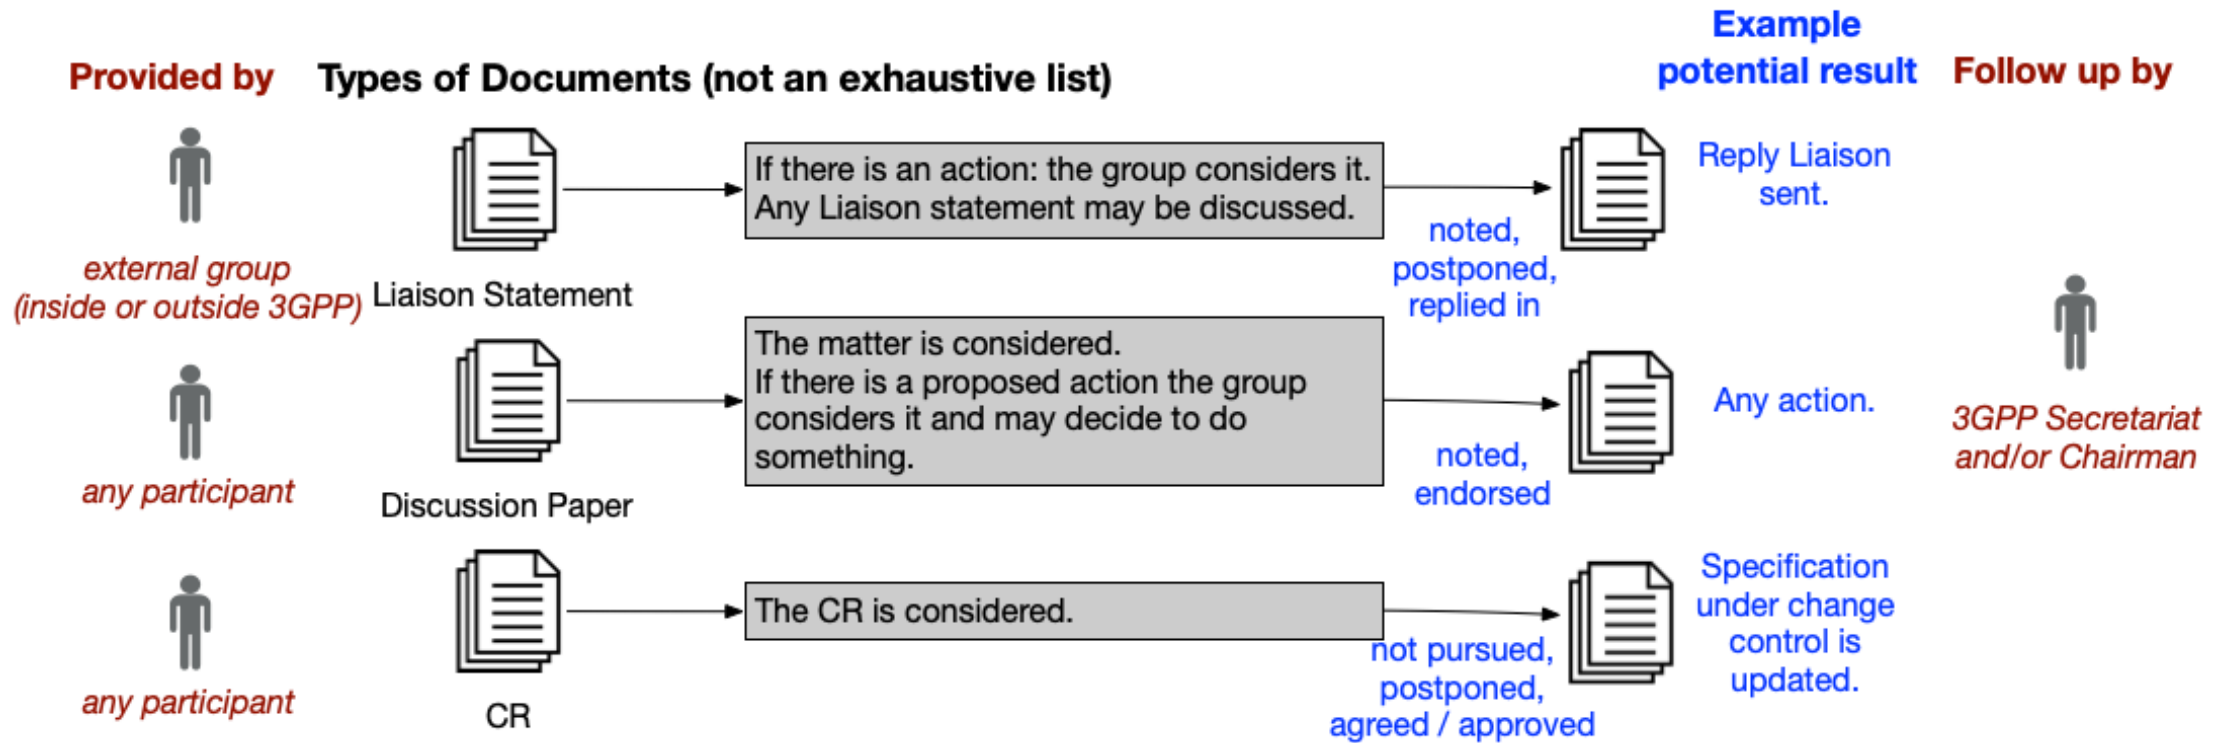 Provided by
Types of Documents (not an exhaustive list)
Example
potential result
Follow up by
external group
(inside or outside 3GPP)
Liaison Statement
If there is an action: the group considers it.
Any Liaison statement may be discussed.
noted,
postponed,
replied in
Reply Liaison
sent.
any participant
Discussion Paper
The matter is considered.
If there is a proposed action the group
considers it and may decide to do
something.
noted,
endorsed
Any action.
3GPP Secretariat
and/or Chairman
any participant
CR
The CR is considered.
not pursued,
postponed,
agreed / approved
Specification
under change
control is
updated.